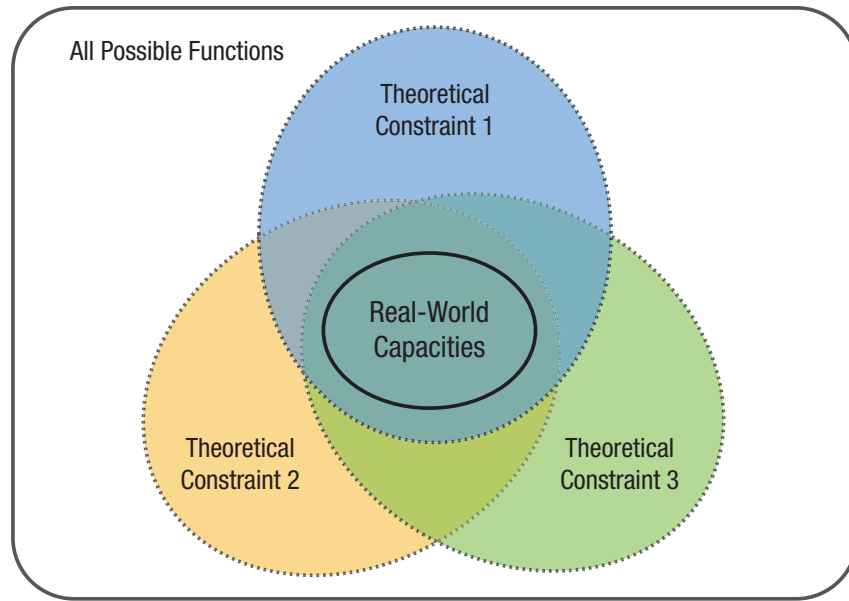 All Possible Functions
Theoretical
Constraint 1
Real-World
Capacities
Theoretical
Constraint 2
Theoretical
Constraint 3